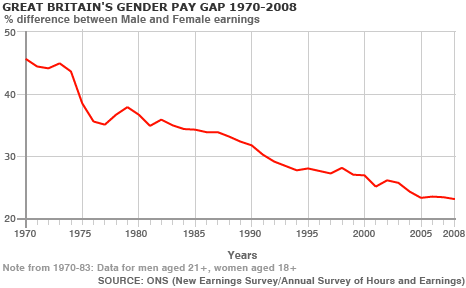 GREAT BRITAIN'S GENDER PAY GAP 1970-2008
% difference between Male and Female earnings
50
40
30
20
1970 1975 1980 1985 1990 1995 2000 2005 2008
Years
Note from 1970-83: Data for men aged 21+, women aged 18+
SOURCE: ONS (New Earnings Survey/Annual Survey of Hours and Earnings)